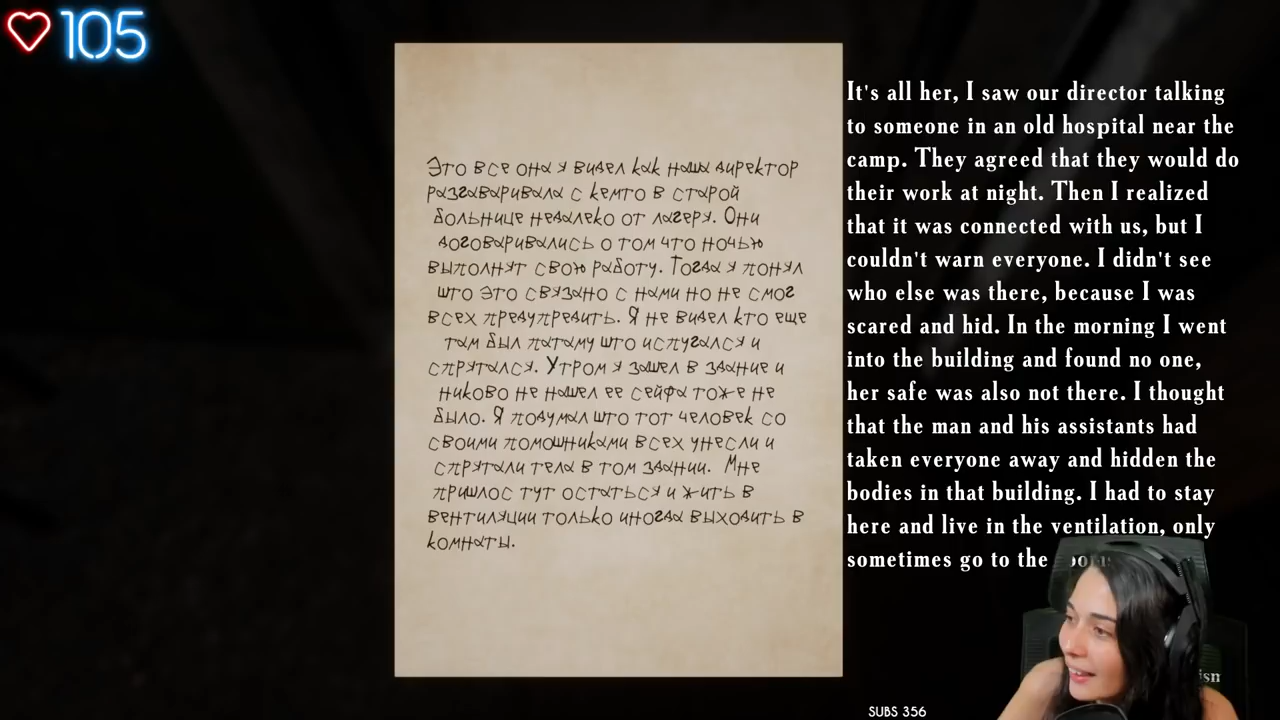 105
Это все она я видел как наша директор
разгаваривала с кемто в старой
больнице недалеко от лагеря. Они
договаривались о том что ночью
выполнят свою работу. Тогда я понял
што это связано с нами но не смог
всех предупредить. Я не видел кто еще
там был патаму што испугался и
спрятался. Утром я зашел в здание и
никово не нашел ее сейфа тоже не
было. Я подумал што тот человек со
своими помошниками всех унесли и
спрятали тела в том здании. Мне
пришлос тут остаться и жить в
вентиляции только иногда выходить в
комнаты.
It's all her, I saw our director talking
to someone in an old hospital near the
camp. They agreed that they would do
their work at night. Then I realized
that it was connected with us, but I
couldn't warn everyone. I didn't see
who else was there, because I was
scared and hid. In the morning I went
into the building and found no one,
her safe was also not there. I thought
that the man and his assistants had
taken everyone away and hidden the
bodies in that building. I had to stay
here and live in the ventilation, only
sometimes go to the
SUBS 356